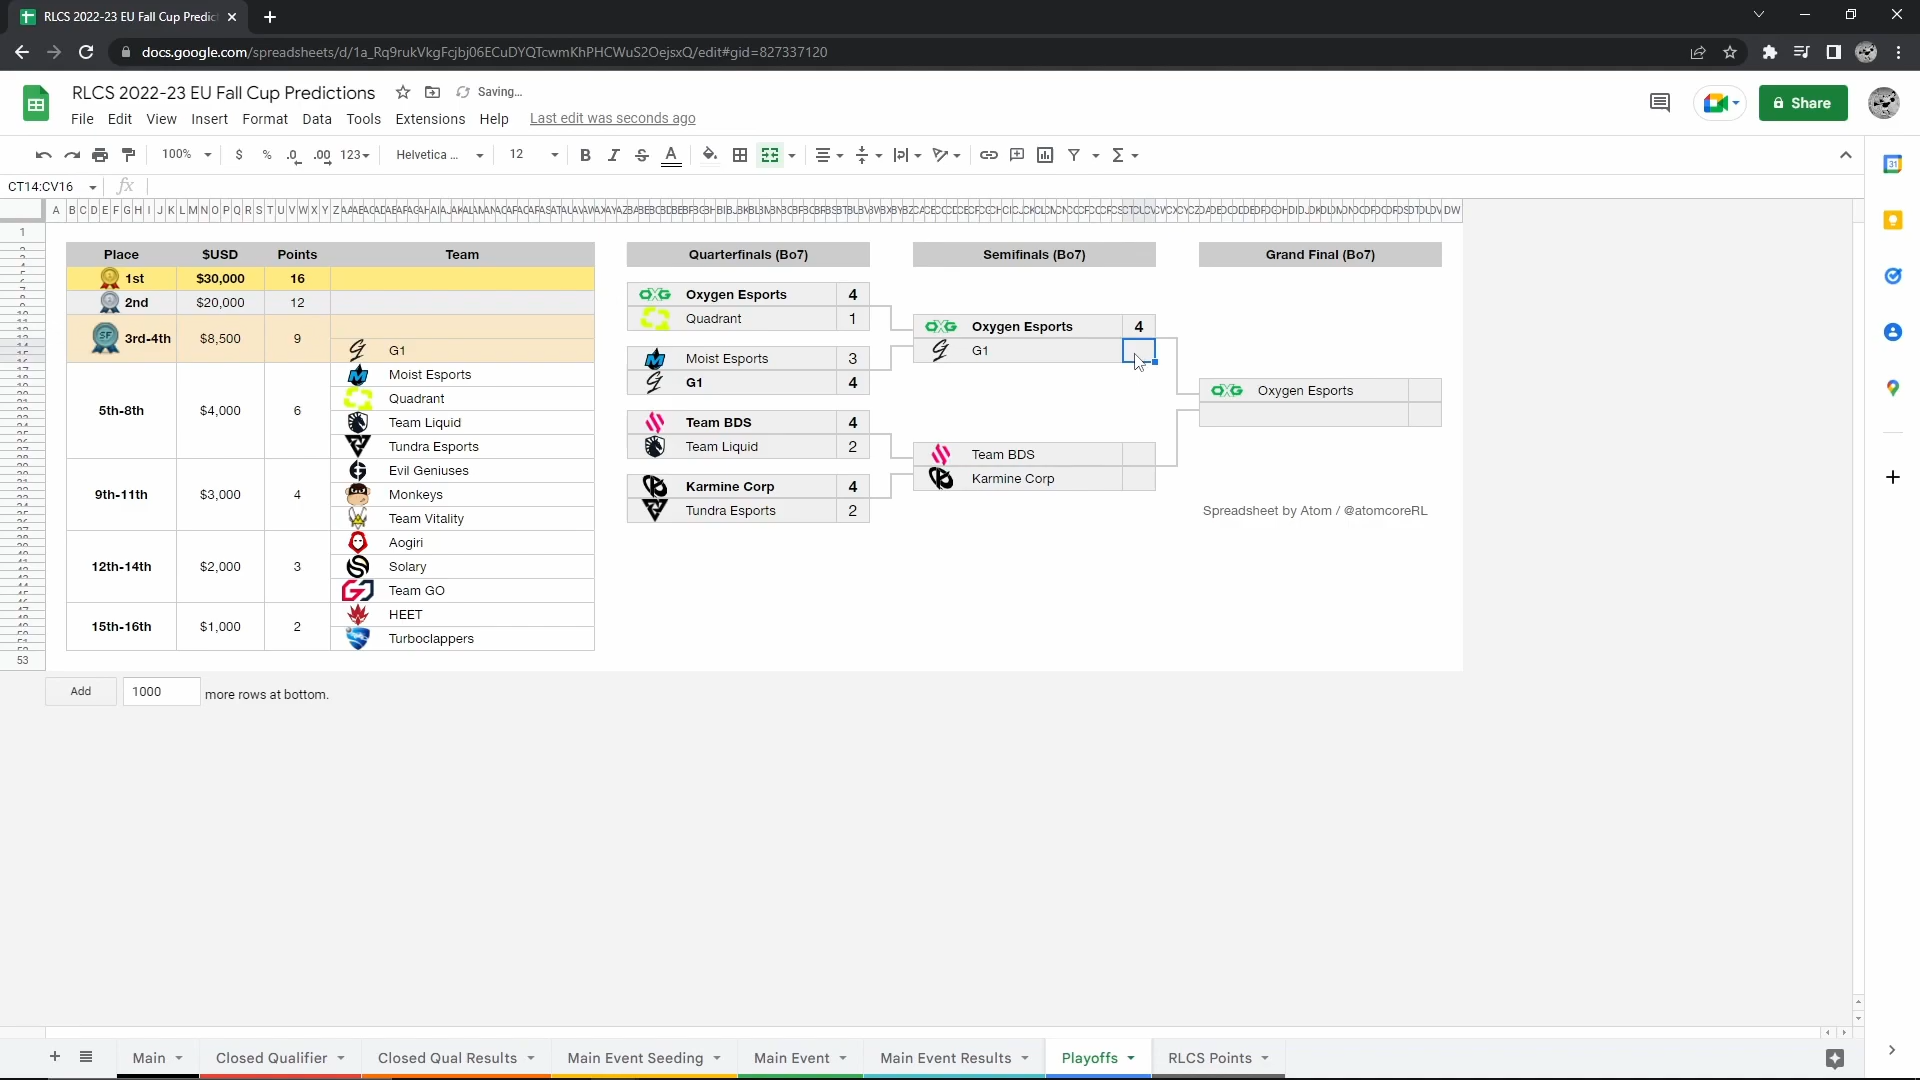 RLCS 2022-23 EU Fall Cup Predic
docs.google.com/spreadsheets/d/1a_Rq9rukVkgFcjbj06ECuDYQTcwmKhPHCWuS2OejsxQ/edit#gid=827337120
RLCS 2022-23 EU Fall Cup Predictions
Saving...
Share
File Edit View Insert Format Data Tools Extensions Help Last edit was seconds ago
100% $ % .0 .00 123 Helvetica ... 12 B I S A
CT14:CV16 fx
Place $USD Points Team
1st $30,000 16
2nd $20,000 12
3rd-4th $8,500 9
G1
5th-8th $4,000 6
Moist Esports
Quadrant
Team Liquid
Tundra Esports
9th-11th $3,000 4
Evil Geniuses
Monkeys
Team Vitality
12th-14th $2,000 3
Aogiri
Solary
Team GO
15th-16th $1,000 2
HEET
Turboclappers
Quarterfinals (Bo7)
OXG Oxygen Esports 4
Quadrant 1
Moist Esports 3
G1 4
Team BDS 4
Team Liquid 2
Karmine Corp 4
Tundra Esports 2
Semifinals (Bo7)
OXG Oxygen Esports 4
G1
Team BDS
Karmine Corp
Grand Final (Bo7)
OXG Oxygen Esports
Spreadsheet by Atom / @atomcoreRL
1
53
Add 1000 more rows at bottom.
Main Closed Qualifier Closed Qual Results Main Event Seeding Main Event Main Event Results Playoffs RLCS Points